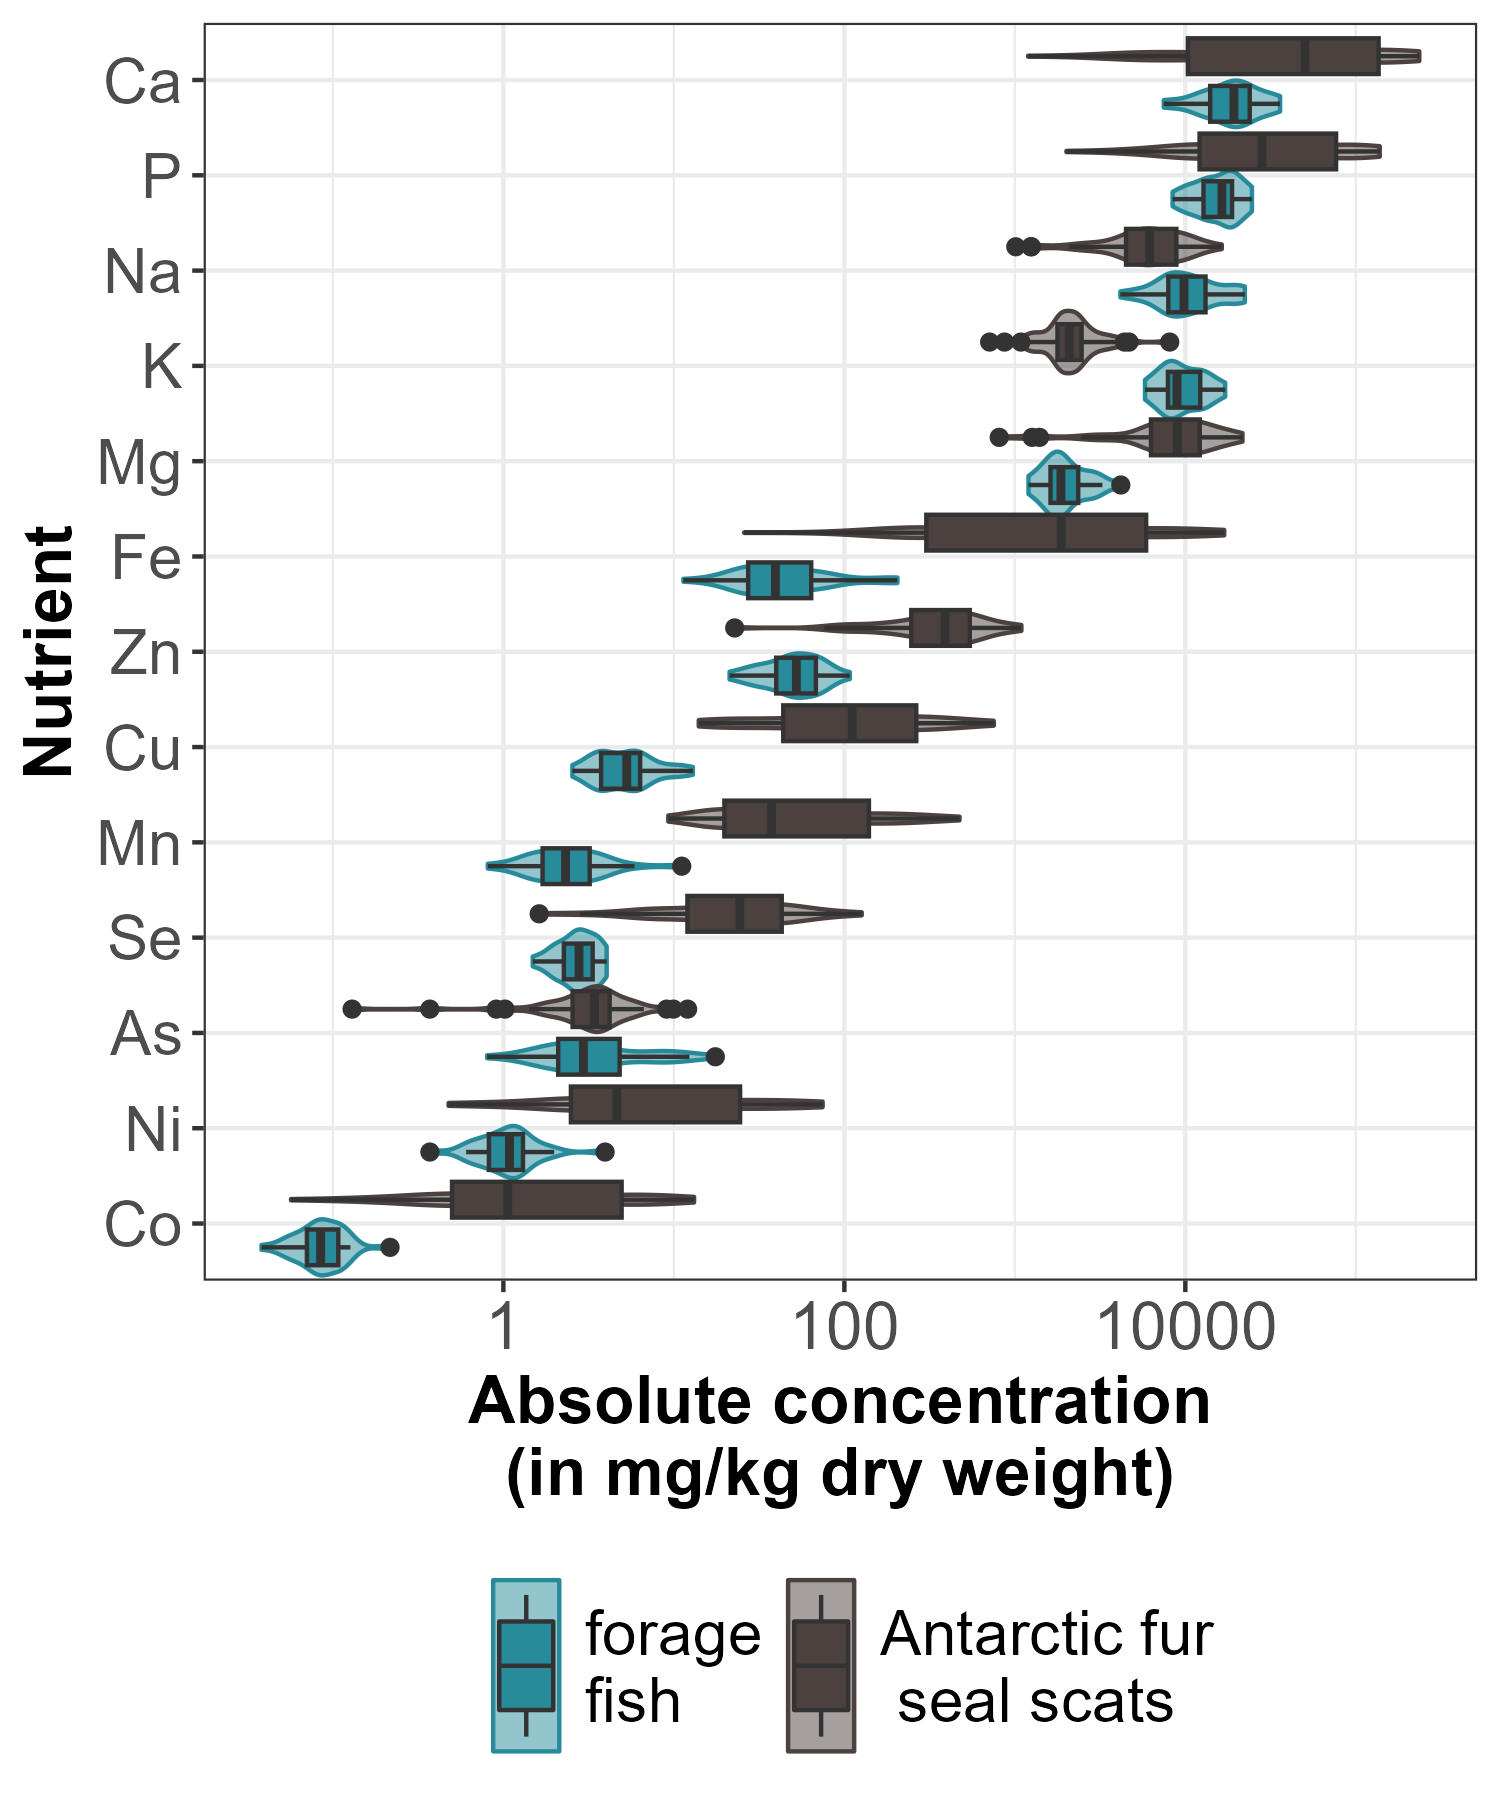 Nutrient
Ca
P
Na
K
Mg
Fe
Zn
Cu
Mn
Se
As
Ni
Co
1 100 10000
Absolute concentration
(in mg/kg dry weight)
forage
fish
Antarctic fur
seal scats